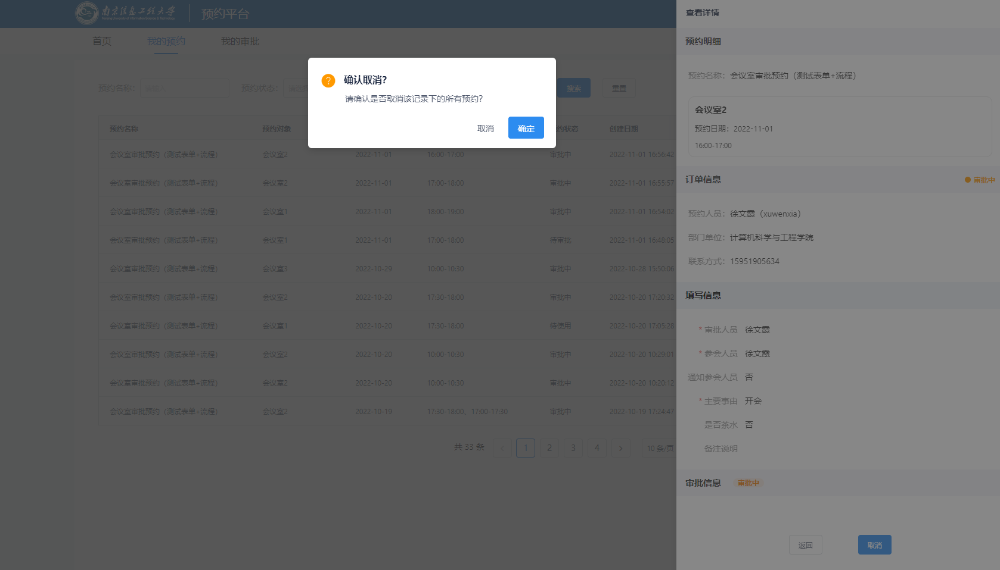 南京信息工程大学
Nanjing University of Information Science & Technology
预约平台
首页
我的预约
我的审批
预约名称：
请输入
预约状态：
搜索
重置
预约名称 预约对象 约状态 创建日期
会议室审批预约（测试表单+流程） 会议室2 2022-11-01 16:00-17:00 审批中 2022-11-01 16:56:42
会议室审批预约（测试表单+流程） 会议室2 2022-11-01 17:00-18:00 审批中 2022-11-01 16:55:57
会议室审批预约（测试表单+流程） 会议室1 2022-11-01 18:00-19:00 审批中 2022-11-01 16:54:02
会议室审批预约（测试表单+流程） 会议室1 2022-11-01 17:00-18:00 待审批 2022-11-01 16:48:05
会议室审批预约（测试表单+流程） 会议室3 2022-10-29 10:00-10:30 审批中 2022-10-28 15:50:06
会议室审批预约（测试表单+流程） 会议室2 2022-10-20 17:30-18:00 审批中 2022-10-20 17:20:32
会议室审批预约（测试表单+流程） 会议室1 2022-10-20 17:30-18:00 待使用 2022-10-20 17:05:28
会议室审批预约（测试表单+流程） 会议室2 2022-10-20 10:00-10:30 审批中 2022-10-20 10:29:01
会议室审批预约（测试表单+流程） 会议室2 2022-10-20 10:00-10:30 审批中 2022-10-20 10:20:12
会议室审批预约（测试表单+流程） 会议室2 2022-10-19 17:30-18:00、17:00-17:30 审批中 2022-10-19 17:24:47
共 33 条 < 1 2 3 4 > 10 条/页
确认取消?
请确认是否取消该记录下的所有预约?
取消
确定
查看详情
预约明细
预约名称：会议室审批预约（测试表单+流程）
会议室2
预约日期：2022-11-01
16:00-17:00
订单信息
审批中
预约人员：徐文霞（xuwenxia）
部门单位：计算机科学与工程学院
联系方式：15951905634
填写信息
* 审批人员 徐文霞
* 参会人员 徐文霞
通知参会人员 否
* 主要事由 开会
是否茶水 否
备注说明
审批信息 审批中
返回
取消